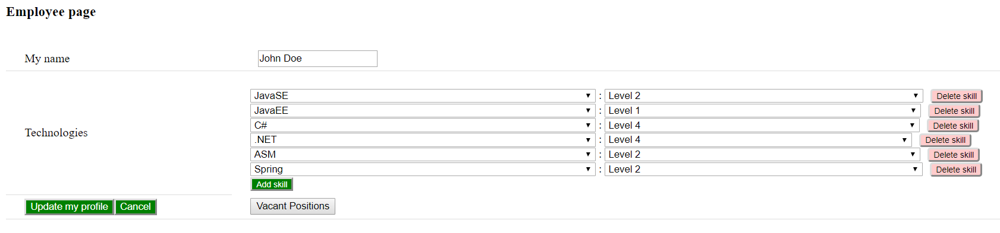 Employee page
My name John Doe
JavaSE : Level 2 Delete skill
JavaEE : Level 1 Delete skill
C# : Level 4 Delete skill
Technologies
.NET : Level 4 Delete skill
ASM : Level 2 Delete skill
Spring : Level 2 Delete skill
Add skill
Update my profile Cancel Vacant Positions